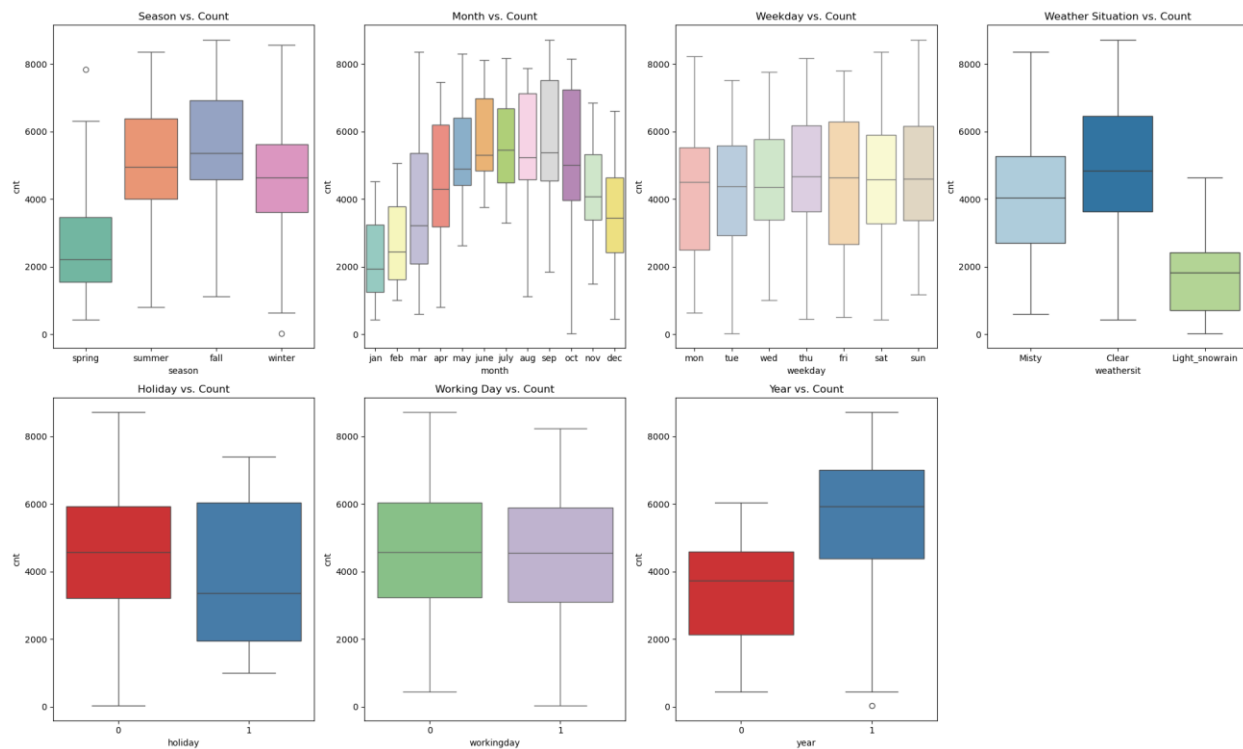 Season vs. Count
8000
6000
4000
2000
0
cnt
spring summer fall winter
season
Month vs. Count
8000
6000
4000
2000
0
cnt
jan feb mar apr may june july aug sep oct nov dec
month
Weekday vs. Count
8000
6000
4000
2000
0
cnt
mon tue wed thu fri sat sun
weekday
Weather Situation vs. Count
8000
6000
4000
2000
0
cnt
Misty Clear Light_snowrain
weathersit
Holiday vs. Count
8000
6000
4000
2000
0
cnt
0 1
holiday
Working Day vs. Count
8000
6000
4000
2000
0
cnt
0 1
workingday
Year vs. Count
8000
6000
4000
2000
0
cnt
0 1
year